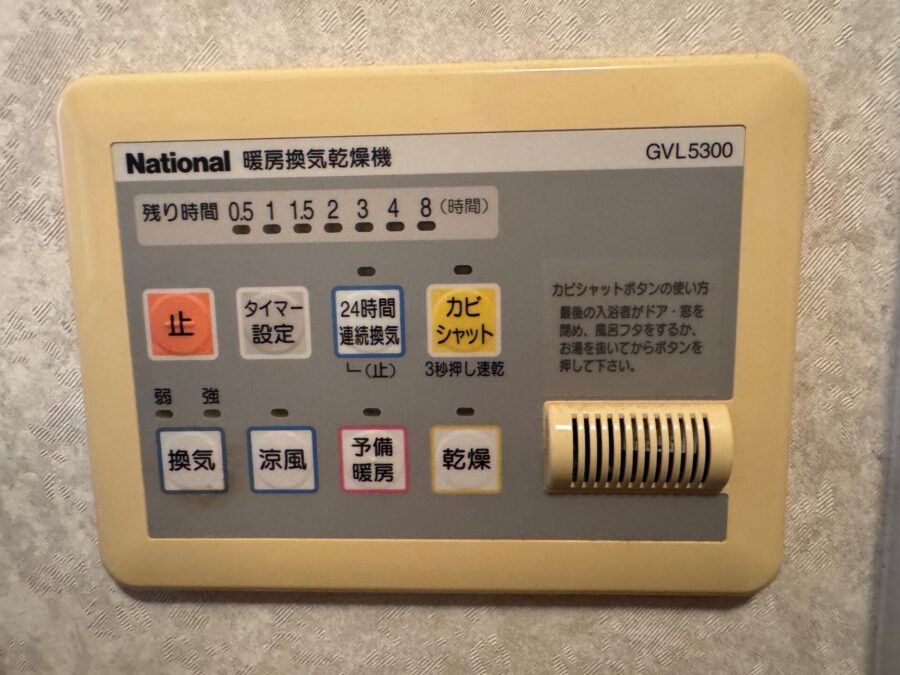 National 暖房換気乾燥機 GVL5300
残り時間 0.5 1 1.5 2 3 4 8 (時間)
止
タイマー
設定
24時間
連続換気
(止)
カビ
シャット
3秒押し速乾
カビシャットボタンの使い方
最後の入浴者がドア・窓を
閉め、風呂フタをするか、
お湯を抜いてからボタンを
押して下さい。
弱 強
換気
涼風
予備
暖房
乾燥